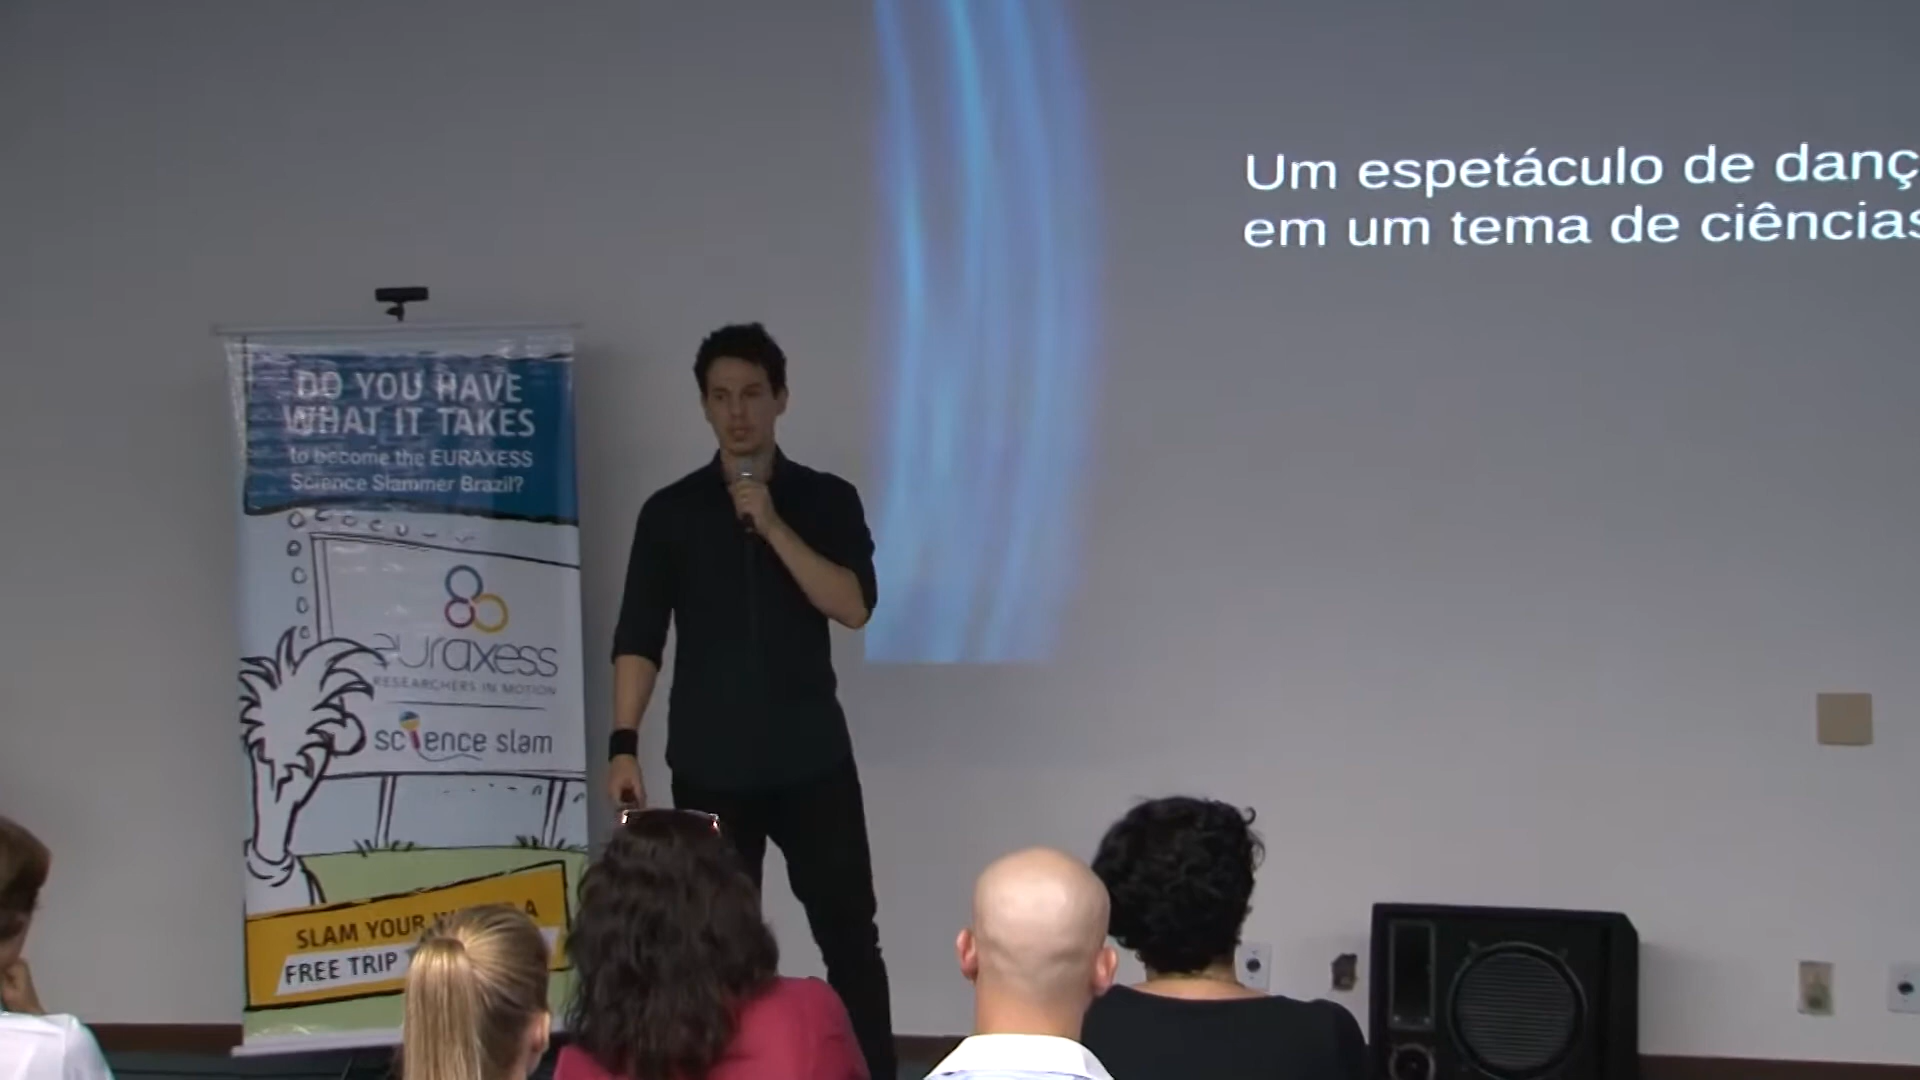 Um espetáculo de danç
em um tema de ciências
DO YOU HAVE
WHAT IT TAKES
to become the EURAXESS
Science Slammer Brazil?
euraxess
RESEARCHERS IN MOTION
science slam
SLAM YOUR A
FREE TRIP